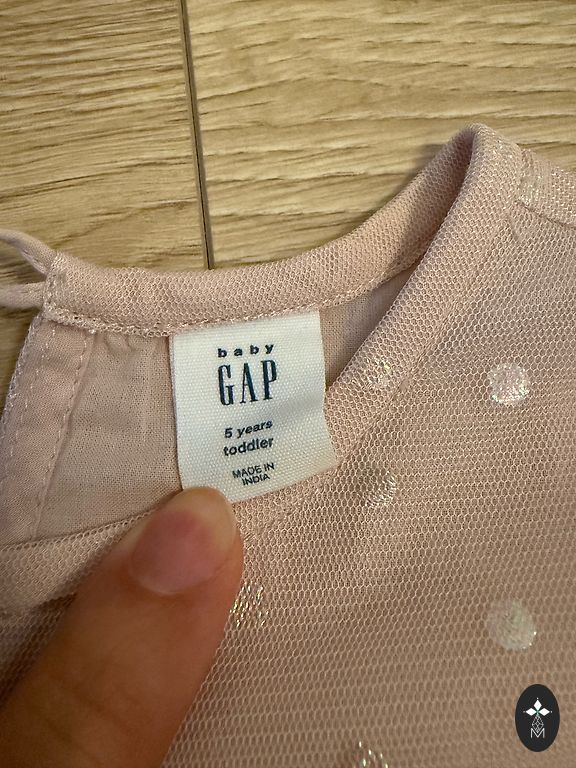 baby
GAP
5 years
toddler
MADE IN
INDIA
M